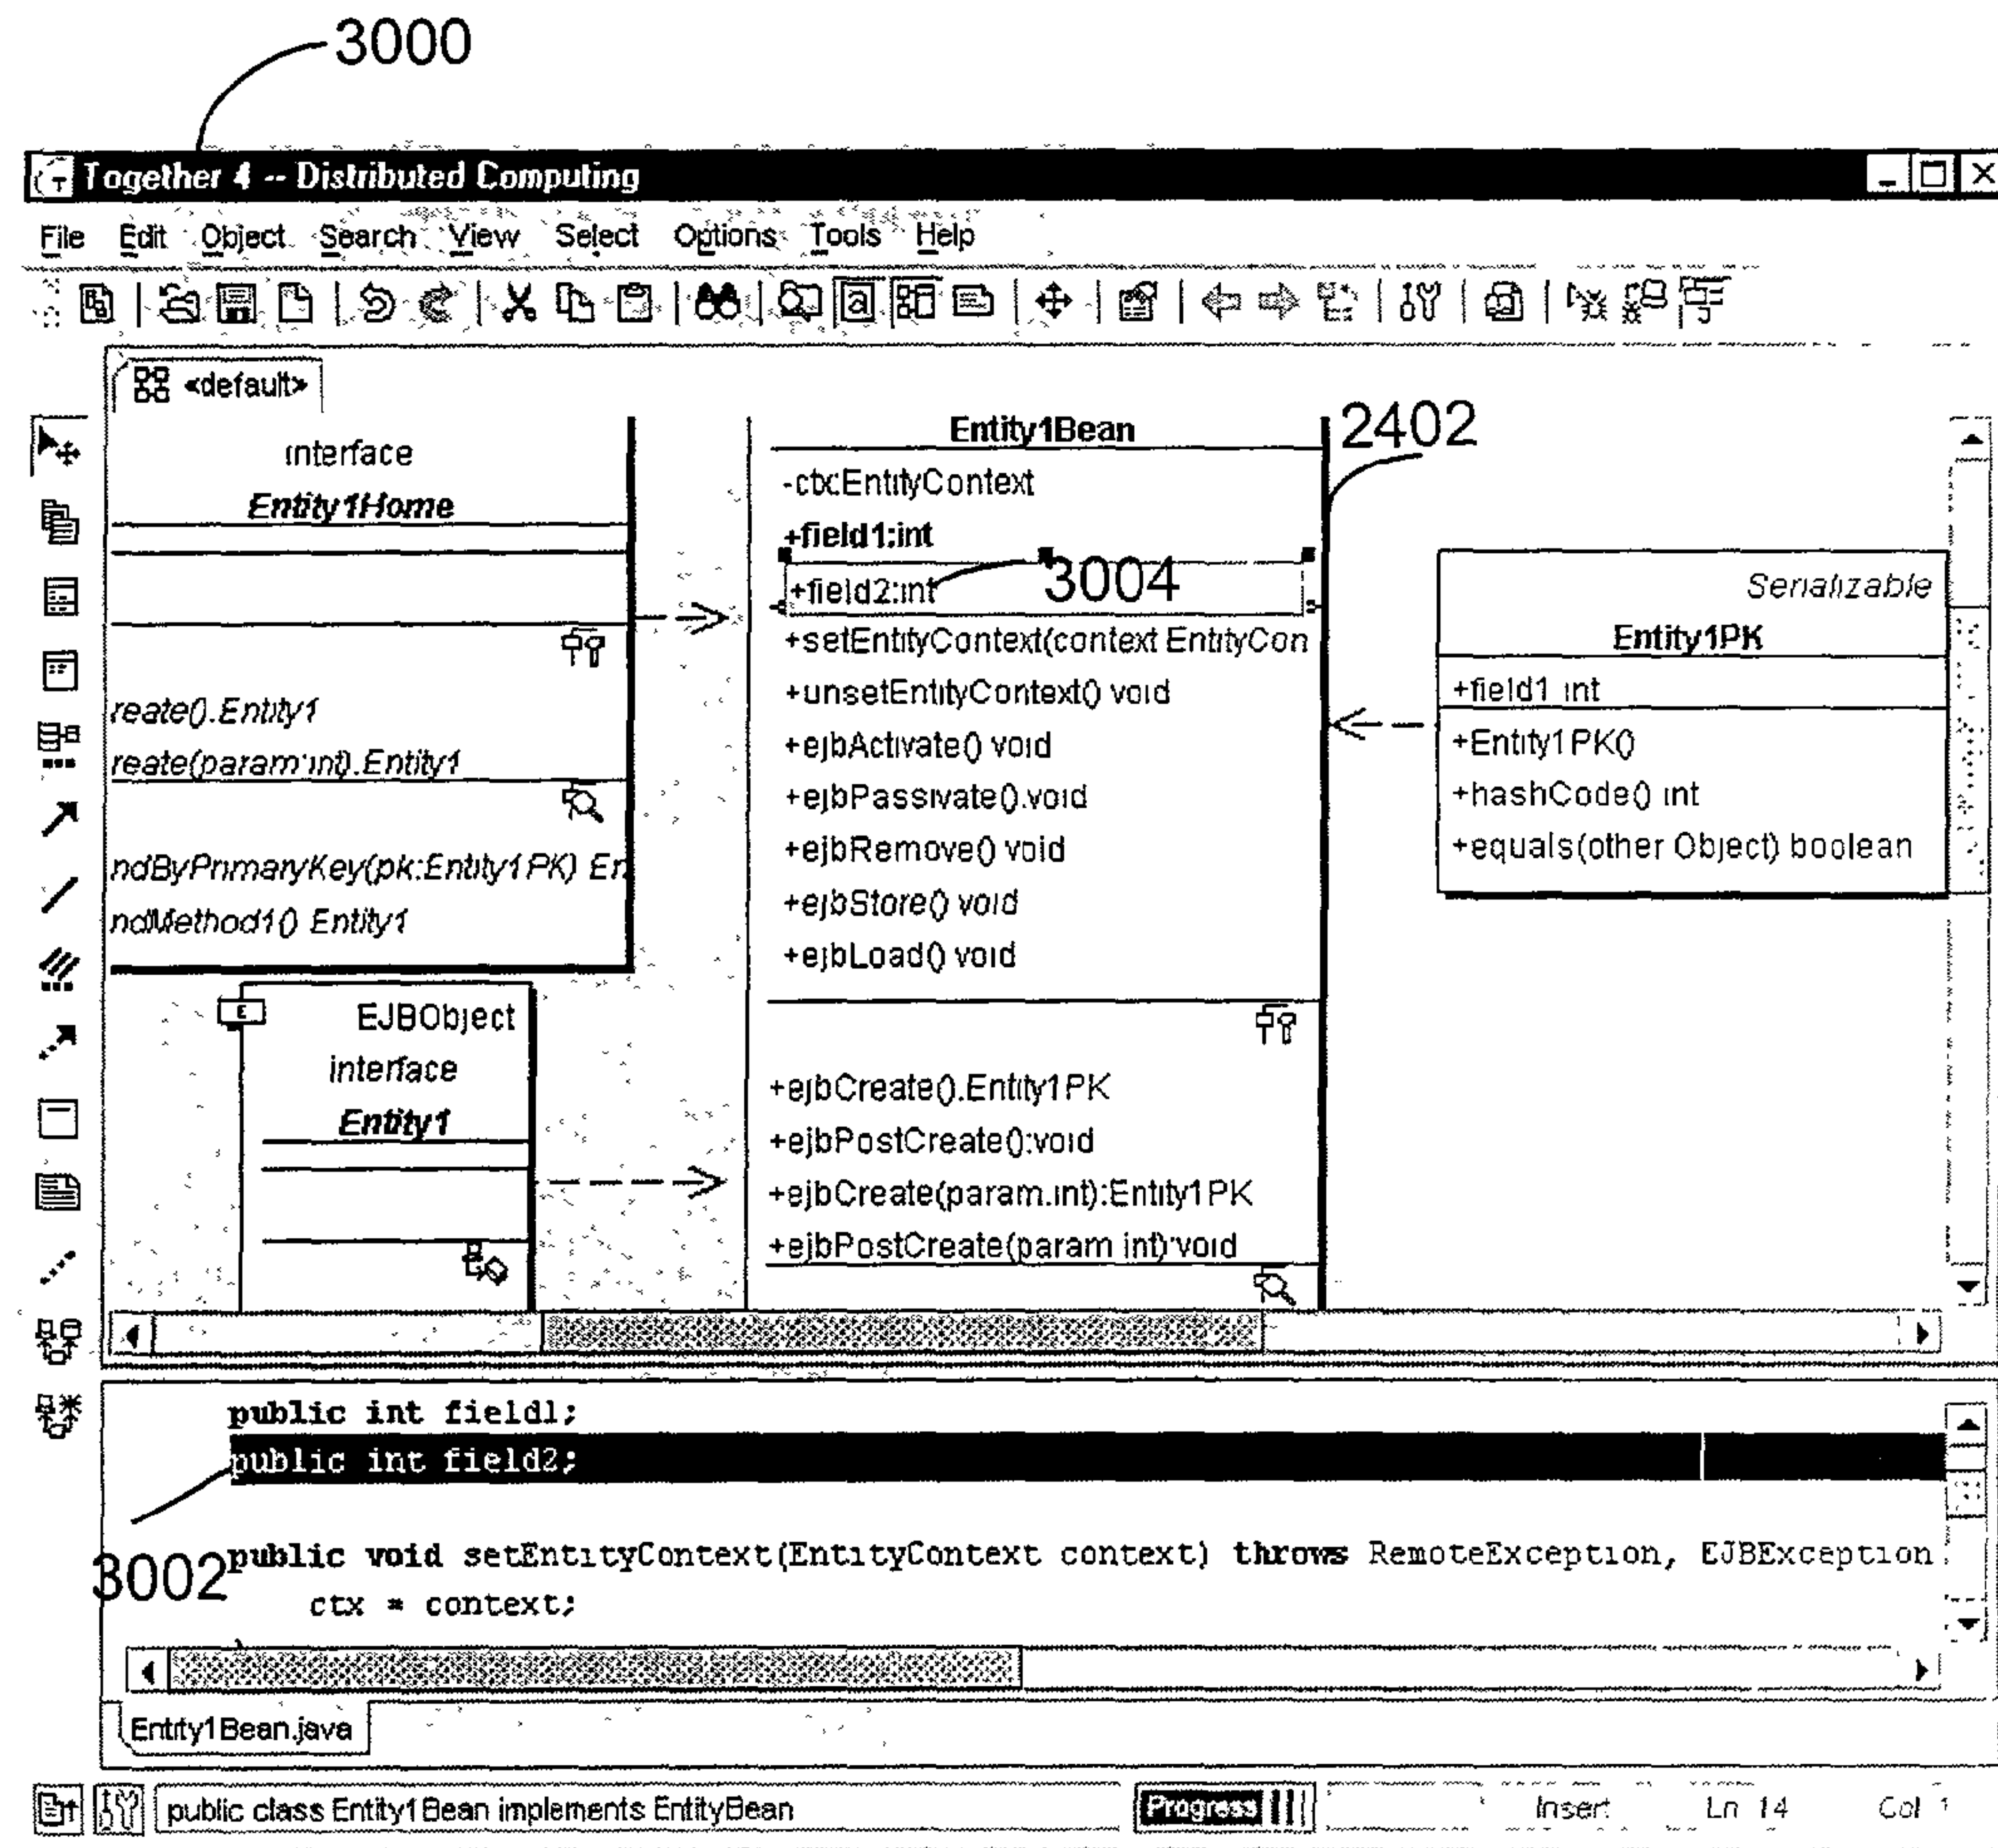 3000
Together 4 -- Distributed Computing
File Edit Object Search View Select Options Tools Help
«default»
interface
Entity1Home
reate().Entity1
reate(param:int).Entity1
ndByPrimaryKey(pk:Entity1PK) En
ndMethod1() Entity1
E
EJBObject
interface
Entity1
Entity1Bean
-ctx:EntityContext
+field1:int
+field2:int
+setEntityContext(context EntityCon
+unsetEntityContext() void
+ejbActivate() void
+ejbPassivate().void
+ejbRemove() void
+ejbStore() void
+ejbLoad() void
+ejbCreate().Entity1PK
+ejbPostCreate():void
+ejbCreate(param.int):Entity1PK
+ejbPostCreate(param int):void
2402
3004
Serializable
Entity1PK
+field1 int
+Entity1PK()
+hashCode() int
+equals(other Object) boolean
public int field1;
public int field2;
3002
public void setEntityContext(EntityContext context) throws RemoteException, EJBException
ctx = context;
Entity1Bean.java
public class Entity1Bean implements EntityBean
Progress
Insert Ln 14 Col 1